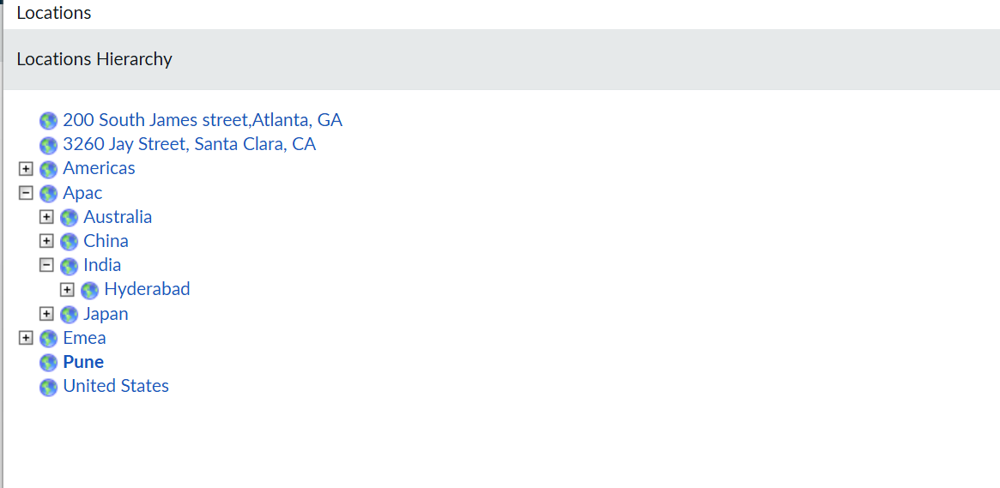 Locations
Locations Hierarchy
200 South James street,Atlanta, GA
3260 Jay Street, Santa Clara, CA
Americas
Apac
Australia
China
India
Hyderabad
Japan
Emea
Pune
United States